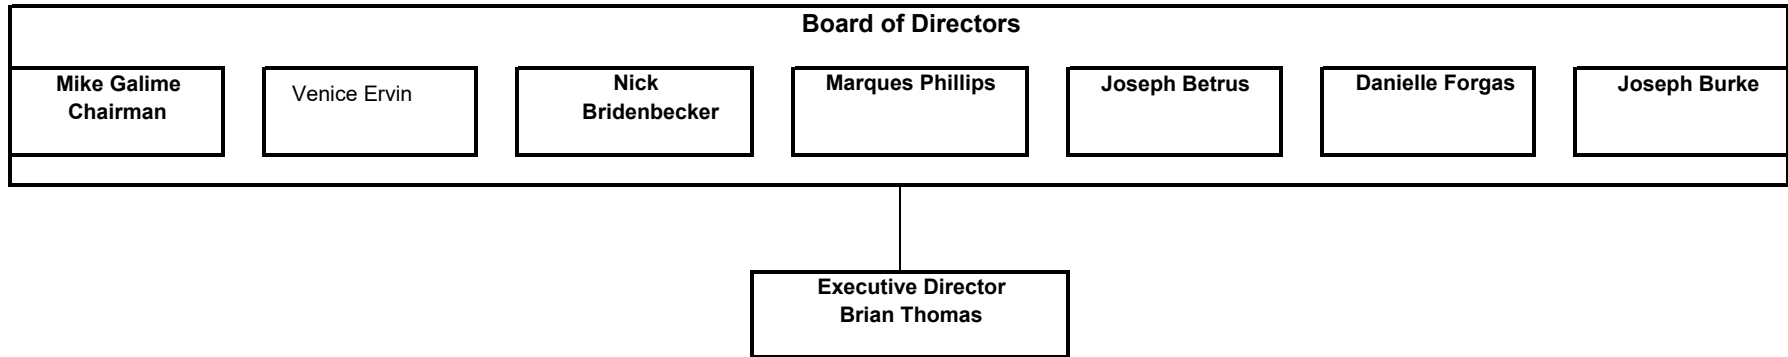 Board of Directors
Mike Galime
Chairman
Venice Ervin
Nick
Bridenbecker
Marques Phillips
Joseph Betrus
Danielle Forgas
Joseph Burke
Executive Director
Brian Thomas